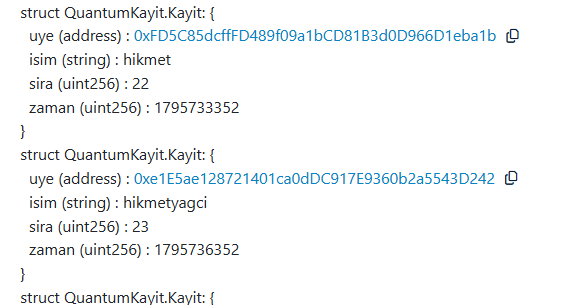 struct QuantumKayit.Kayit: {
uye (address) : 0xFD5C85dcffFD489f09a1bCD81B3d0D966D1eba1b
isim (string) : hikmet
sira (uint256) : 22
zaman (uint256) : 1795733352
}
struct QuantumKayit.Kayit: {
uye (address) : 0xe1E5ae128721401ca0dDC917E9360b2a5543D242
isim (string) : hikmetyagci
sira (uint256) : 23
zaman (uint256) : 1795736352
}
struct QuantumKayit.Kayit: {